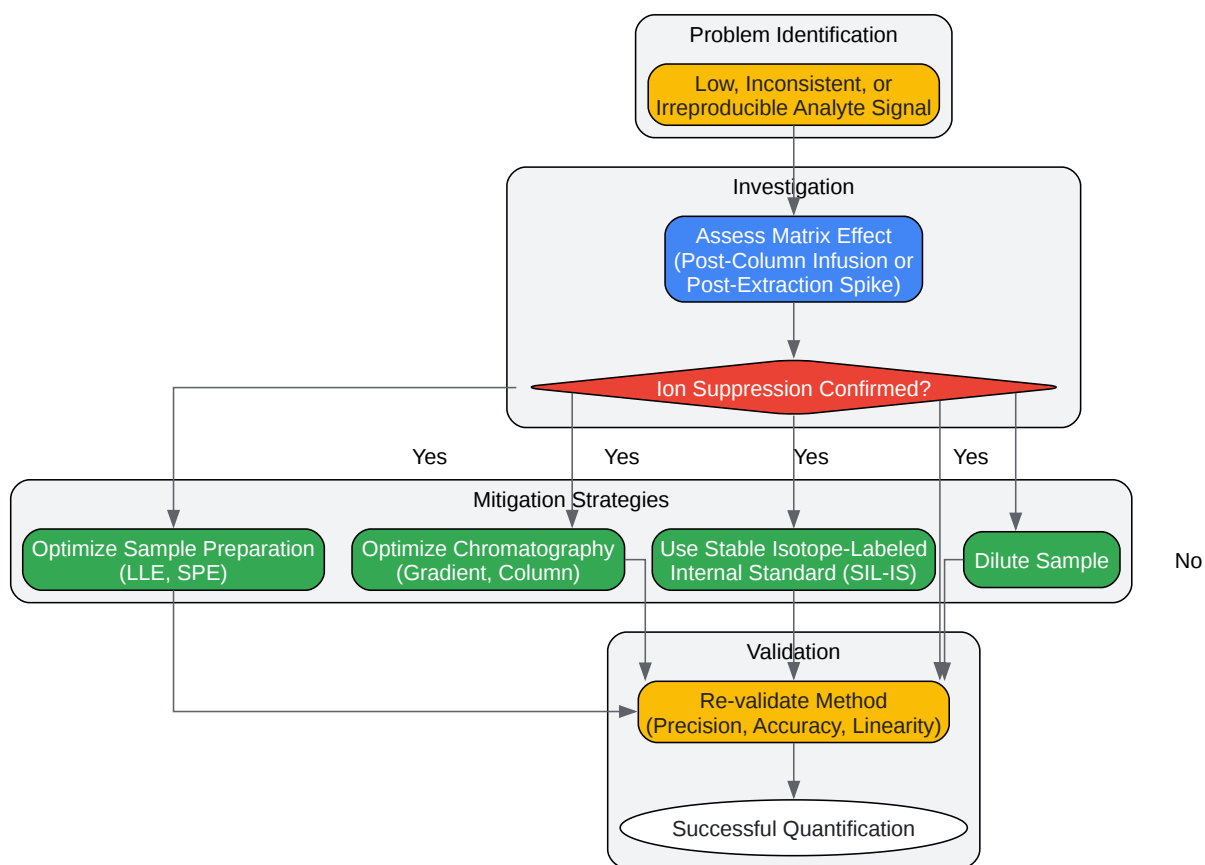 Problem Identification
Low, Inconsistent, or
Irreproducible Analyte Signal
Investigation
Assess Matrix Effect
(Post-Column Infusion or
Post-Extraction Spike)
Ion Suppression Confirmed?
Yes
Yes
Yes
Yes
Mitigation Strategies
Optimize Sample Preparation
(LLE, SPE)
Optimize Chromatography
(Gradient, Column)
Use Stable Isotope-Labeled
Internal Standard (SIL-IS)
Dilute Sample
No
Validation
Re-validate Method
(Precision, Accuracy, Linearity)
Successful Quantification